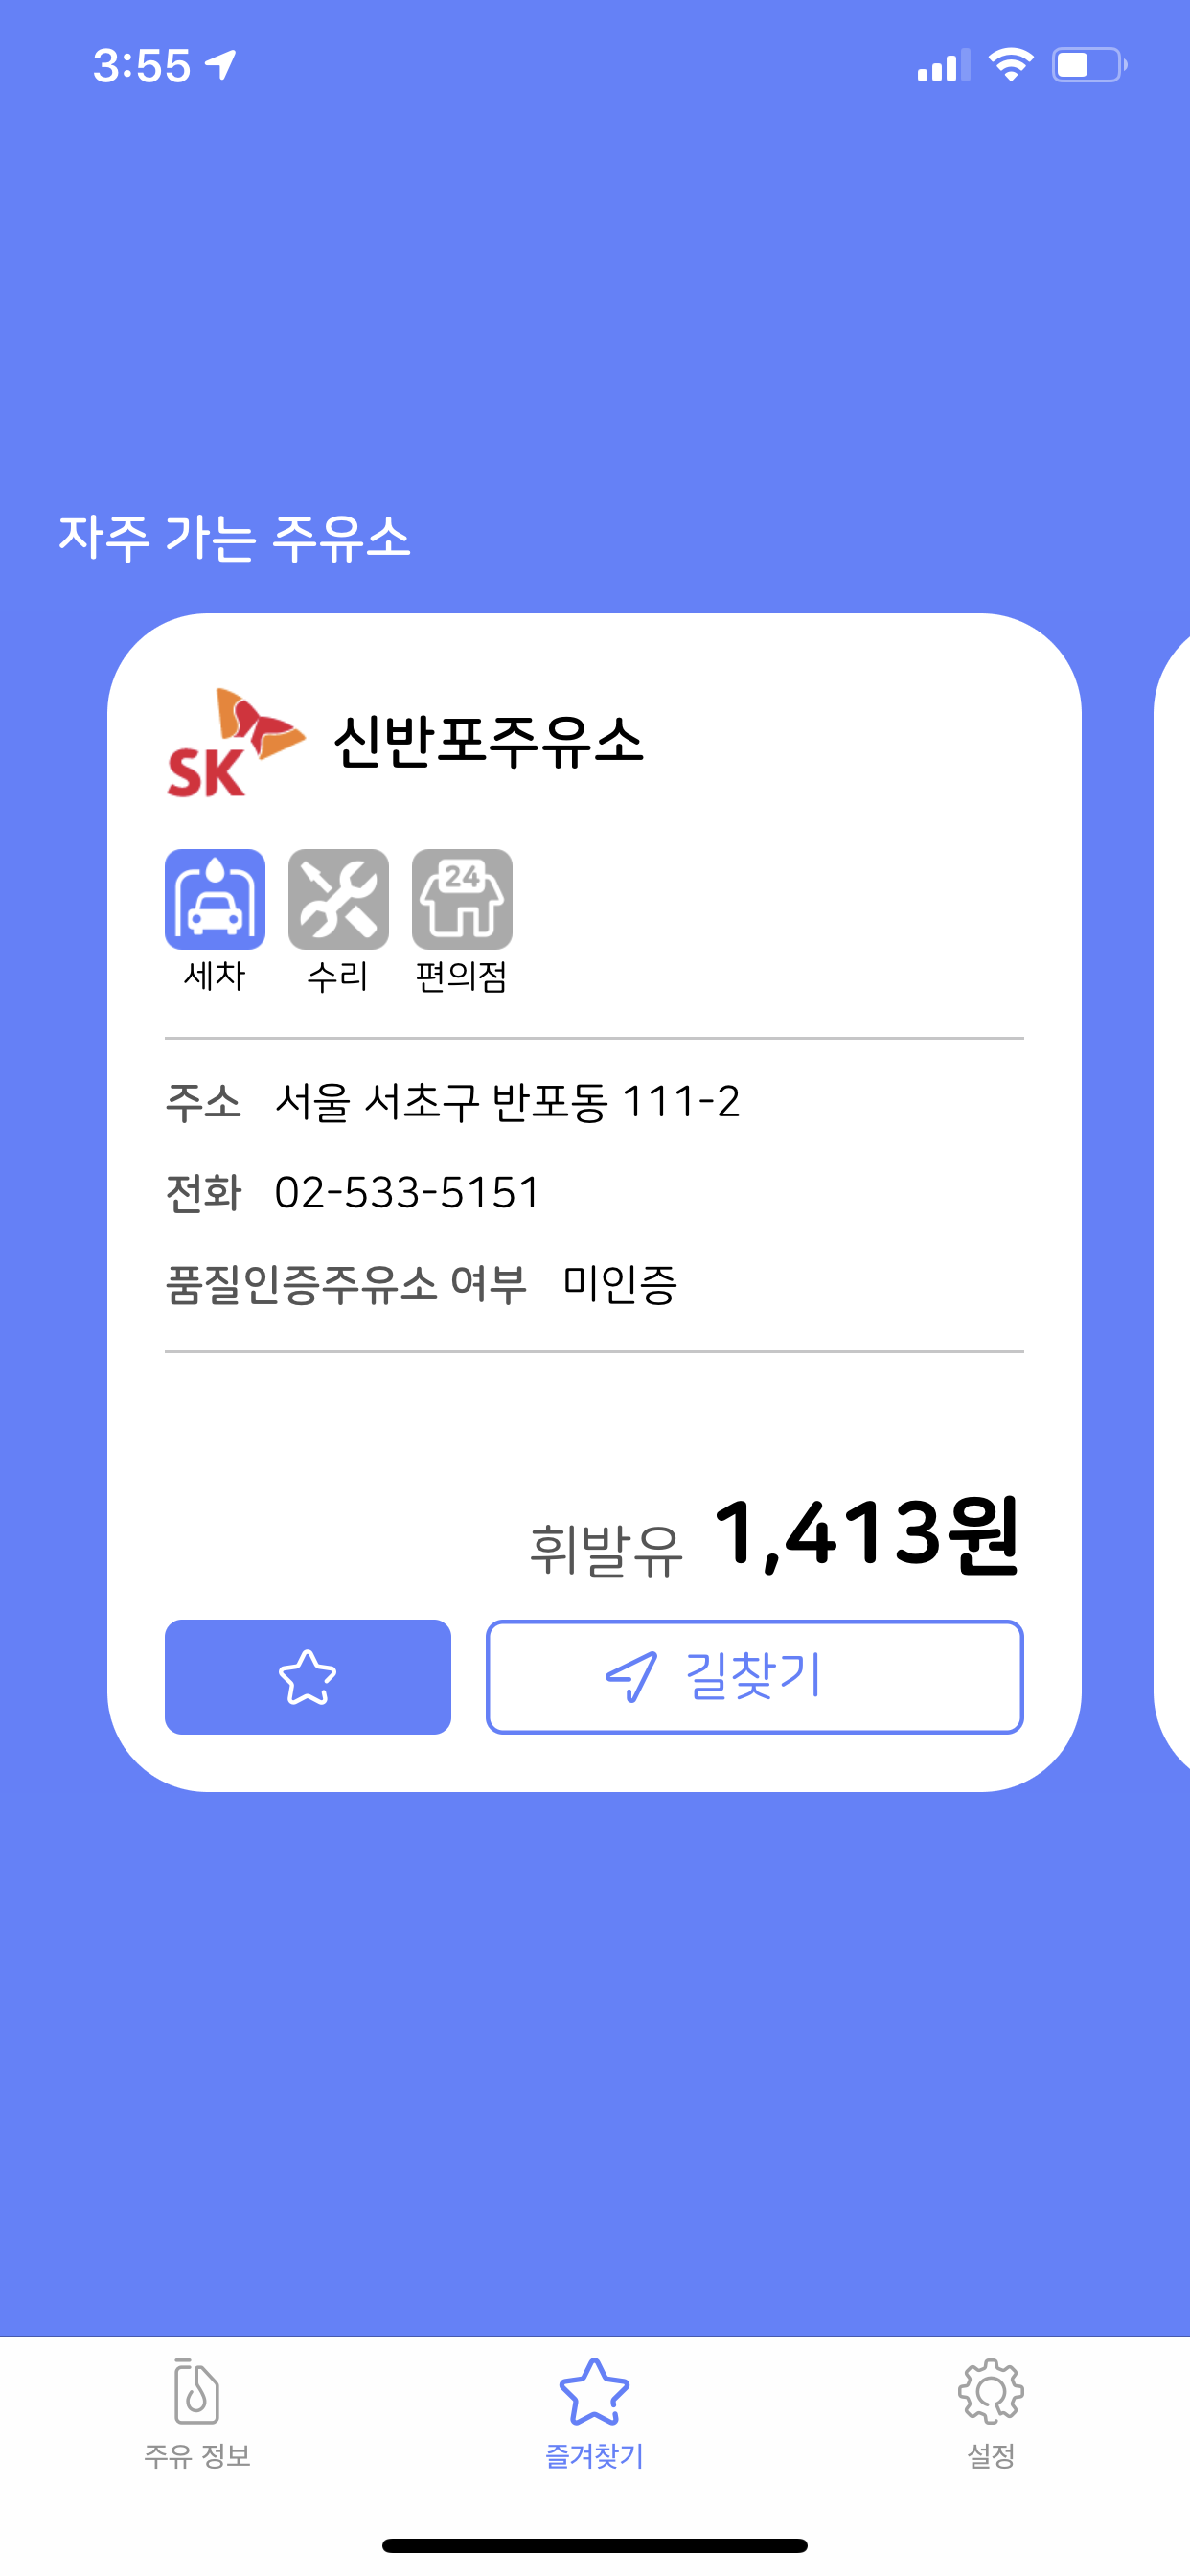 3:55
자주 가는 주유소
SK 신반포주유소
24
세차 수리 편의점
주소 서울 서초구 반포동 111-2
전화 02-533-5151
품질인증주유소 여부 미인증
휘발유 1,413원
길찾기
주유 정보 즐겨찾기 설정